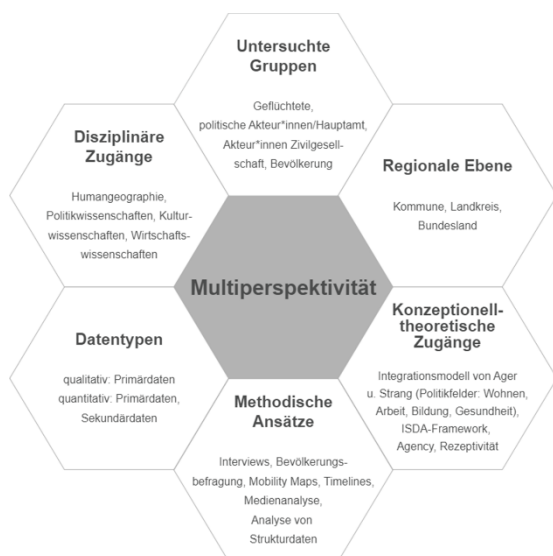 Untersuchte
Gruppen
Geflüchtete,
politische Akteur*innen/Hauptamt,
Akteur*innen Zivilgesell-
schaft, Bevölkerung
Disziplinäre
Zugänge
Humangeographie,
Politikwissenschaften, Kultur-
wissenschaften, Wirtschafts-
wissenschaften
Regionale Ebene
Kommune, Landkreis,
Bundesland
Multiperspektivität
Datentypen
qualitativ: Primärdaten
quantitativ: Primärdaten,
Sekundärdaten
Konzeptionell-
theoretische
Zugänge
Integrationsmodell von Ager
u. Strang (Politikfelder: Wohnen,
Arbeit, Bildung, Gesundheit),
ISDA-Framework,
Agency, Rezeptivität
Methodische
Ansätze
Interviews, Bevölkerungs-
befragung, Mobility Maps, Timelines,
Medienanalyse,
Analyse von
Strukturdaten